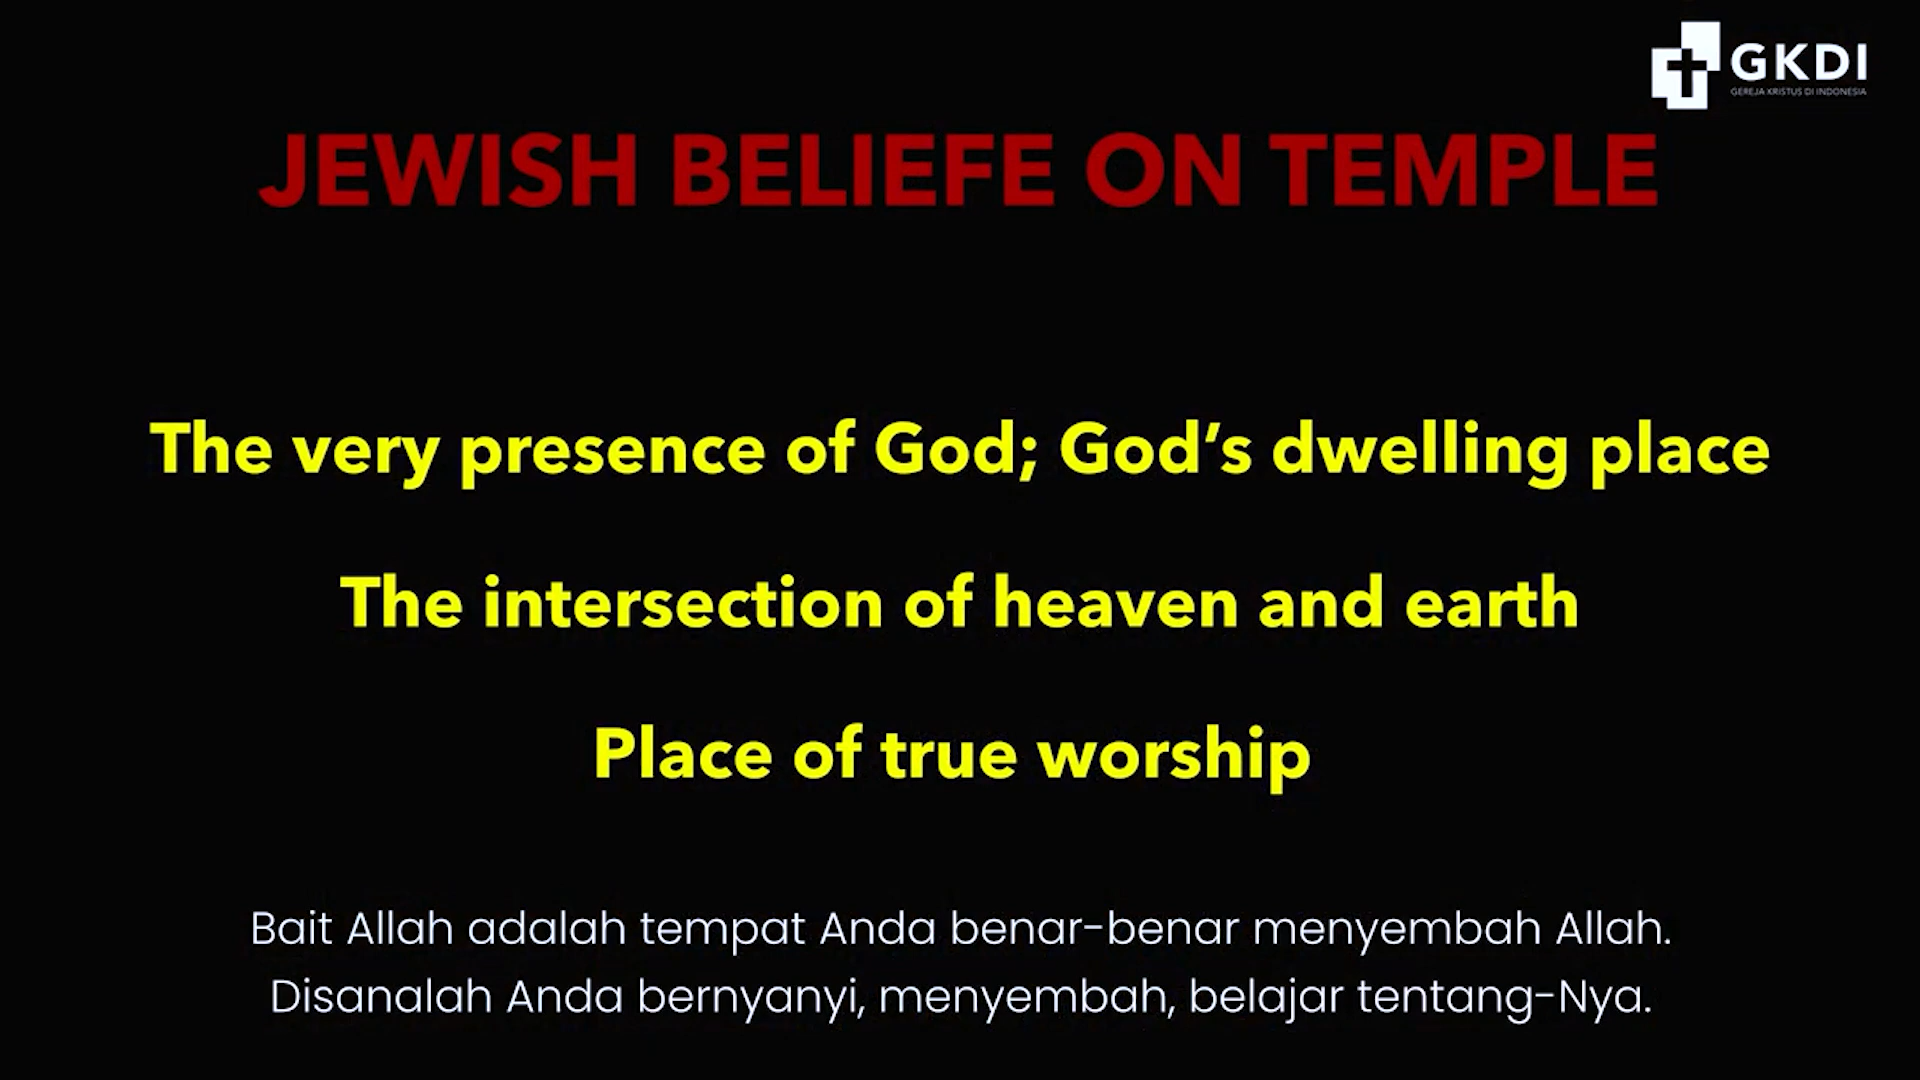 GKDI
GEREJA KRISTUS DI INDONESIA
JEWISH BELIEFE ON TEMPLE
The very presence of God; God’s dwelling place
The intersection of heaven and earth
Place of true worship
Bait Allah adalah tempat Anda benar-benar menyembah Allah.
Disanalah Anda bernyanyi, menyembah, belajar tentang-Nya.